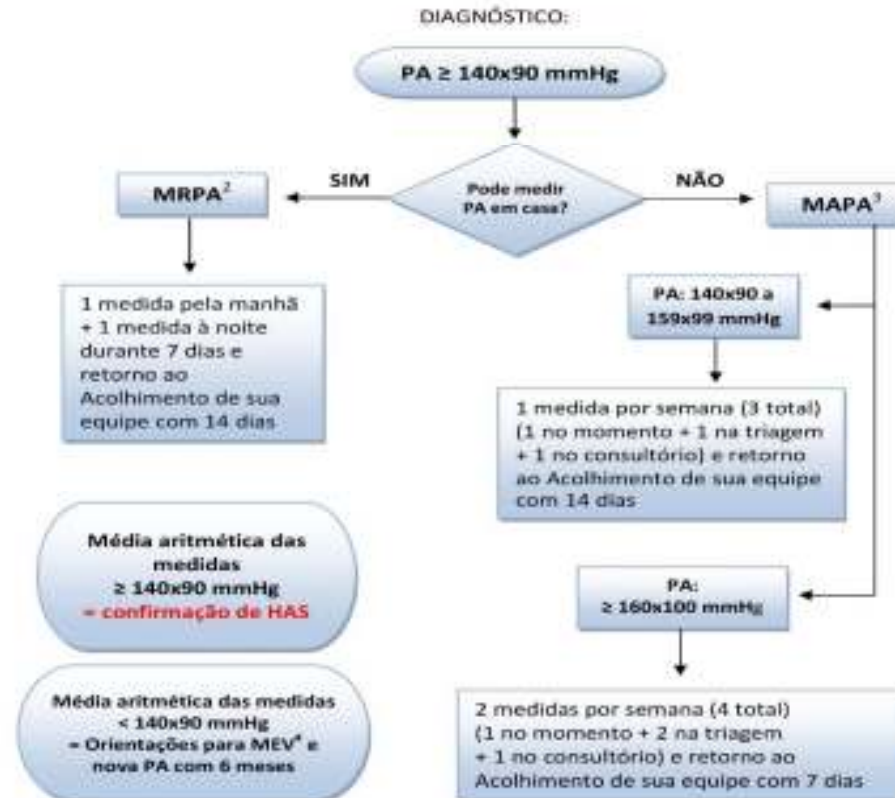 DIAGNÓSTICO:
PA ≥ 140x90 mmHg
Pode medir
PA em casa?
SIM
NÃO
MRPA²
MAPA³
1 medida pela manhã
+ 1 medida à noite
durante 7 dias e
retorno ao
Acolhimento de sua
equipe com 14 dias
PA: 140x90 a
159x99 mmHg
1 medida por semana (3 total)
(1 no momento + 1 na triagem
+ 1 no consultório) e retorno
ao Acolhimento de sua equipe
com 14 dias
Média aritmética das
medidas
≥ 140x90 mmHg
= confirmação de HAS
PA:
≥ 160x100 mmHg
Média aritmética das medidas
< 140x90 mmHg
= Orientações para MEV⁴ e
nova PA com 6 meses
2 medidas por semana (4 total)
(1 no momento + 2 na triagem
+ 1 no consultório) e retorno ao
Acolhimento de sua equipe com 7 dias